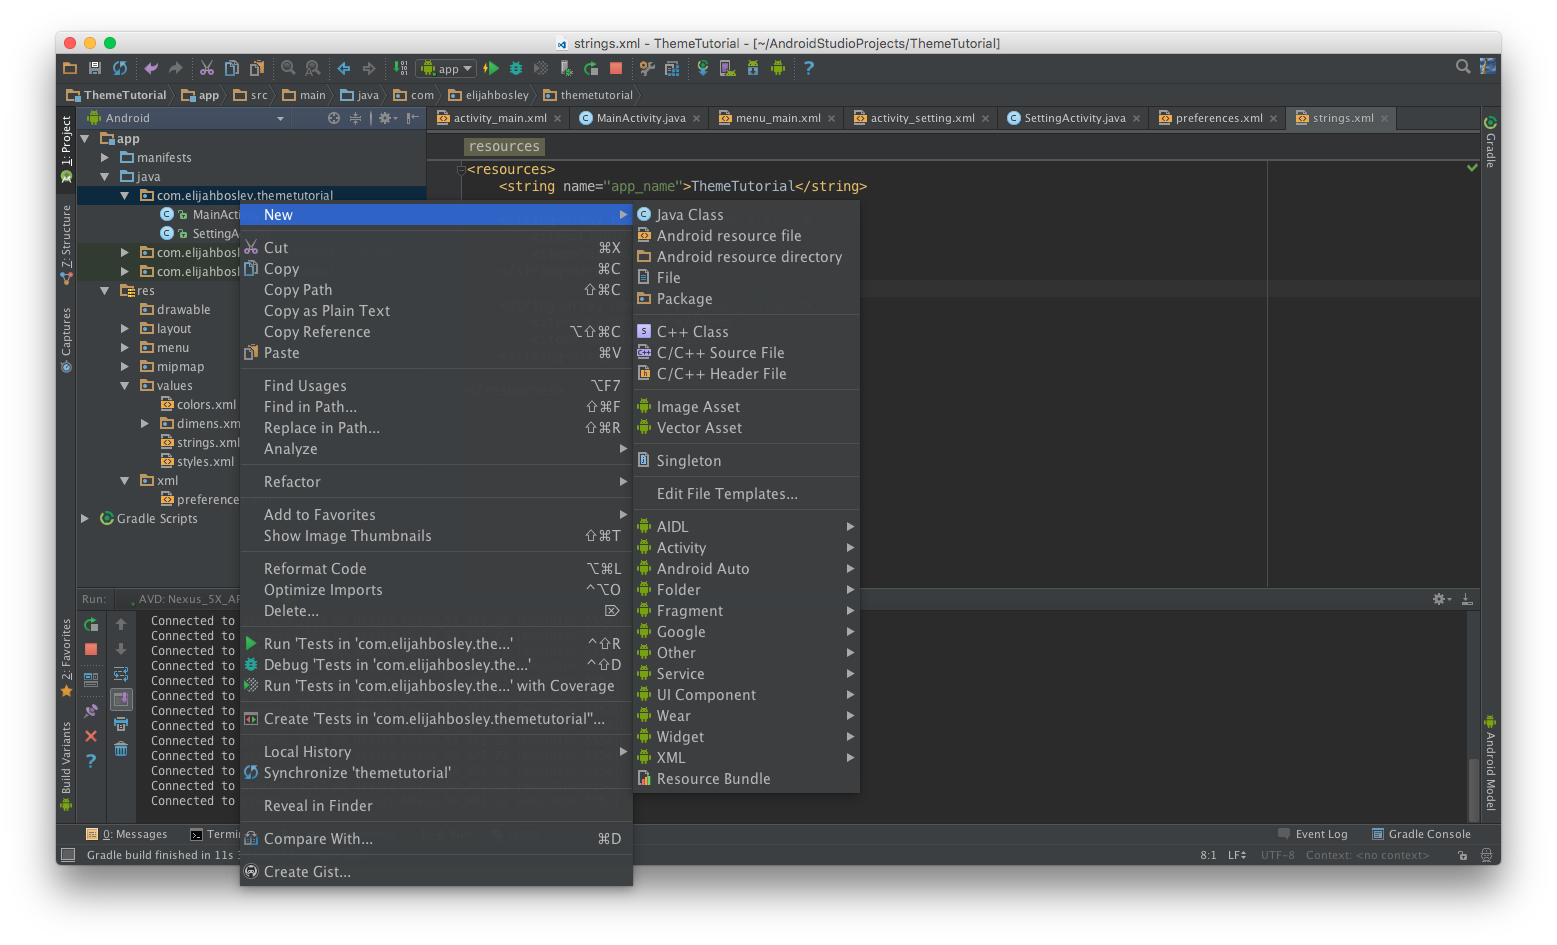 strings.xml - ThemeTutorial - [~/AndroidStudioProjects/ThemeTutorial]
app
ThemeTutorial app src main java com elijahbosley themetutorial
Android
activity_main.xml MainActivity.java menu_main.xml activity_setting.xml SettingActivity.java preferences.xml strings.xml
1: Project
Z: Structure
Captures
2: Favorites
Build Variants
app
manifests
java
com.elijahbosley.themetutorial
MainActi
SettingA
com.elijahbosl
com.elijahbosl
res
drawable
layout
menu
mipmap
values
colors.xml
dimens.xm
strings.xml
styles.xml
xml
preference
Gradle Scripts
resources
<resources>
<string name="app_name">ThemeTutorial</string>
New
Cut ⌘X
Copy ⌘C
Copy Path ⇧⌘C
Copy as Plain Text
Copy Reference ⌥⇧⌘C
Paste ⌘V
Find Usages ⌥F7
Find in Path... ⇧⌘F
Replace in Path... ⇧⌘R
Analyze
Refactor
Add to Favorites
Show Image Thumbnails ⇧⌘T
Reformat Code ⌥⌘L
Optimize Imports ^⌥O
Delete... ⌦
Run 'Tests in 'com.elijahbosley.the...' ^⇧R
Debug 'Tests in 'com.elijahbosley.the...' ^⇧D
Run 'Tests in 'com.elijahbosley.the...' with Coverage
Create 'Tests in 'com.elijahbosley.themetutorial''...
Local History
Synchronize 'themetutorial'
Reveal in Finder
Compare With... ⌘D
Create Gist...
Java Class
Android resource file
Android resource directory
File
Package
C++ Class
C/C++ Source File
C/C++ Header File
Image Asset
Vector Asset
Singleton
Edit File Templates...
AIDL
Activity
Android Auto
Folder
Fragment
Google
Other
Service
UI Component
Wear
Widget
XML
Resource Bundle
Gradle
Android Model
Run: AVD: Nexus_5X_AP
Connected to
Connected to
Connected to
Connected to
Connected to
Connected to
Connected to
Connected to
Connected to
Connected to
Connected to
Connected to
Connected to
0: Messages Termin Event Log Gradle Console
Gradle build finished in 11s 8:1 LF UTF-8 Context: <no context>